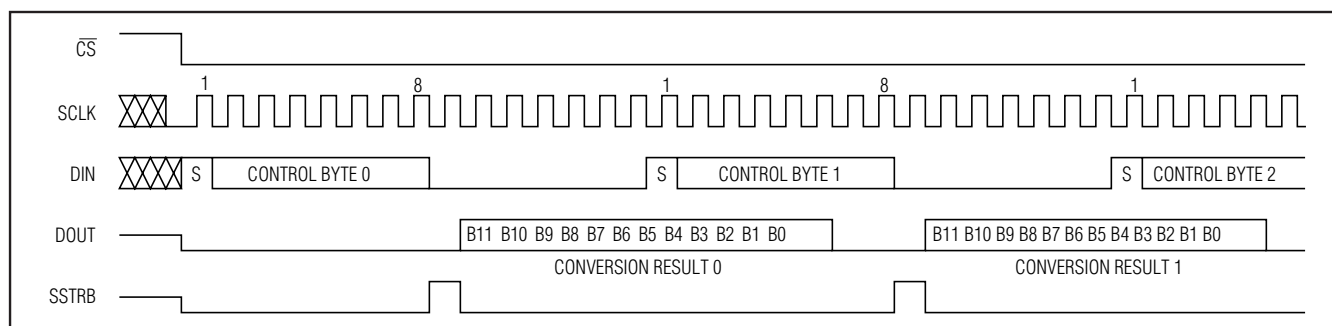 CS
1 8 1 8 1
SCLK
DIN S CONTROL BYTE 0 S CONTROL BYTE 1 S CONTROL BYTE 2
DOUT B11 B10 B9 B8 B7 B6 B5 B4 B3 B2 B1 B0 B11 B10 B9 B8 B7 B6 B5 B4 B3 B2 B1 B0
CONVERSION RESULT 0 CONVERSION RESULT 1
SSTRB